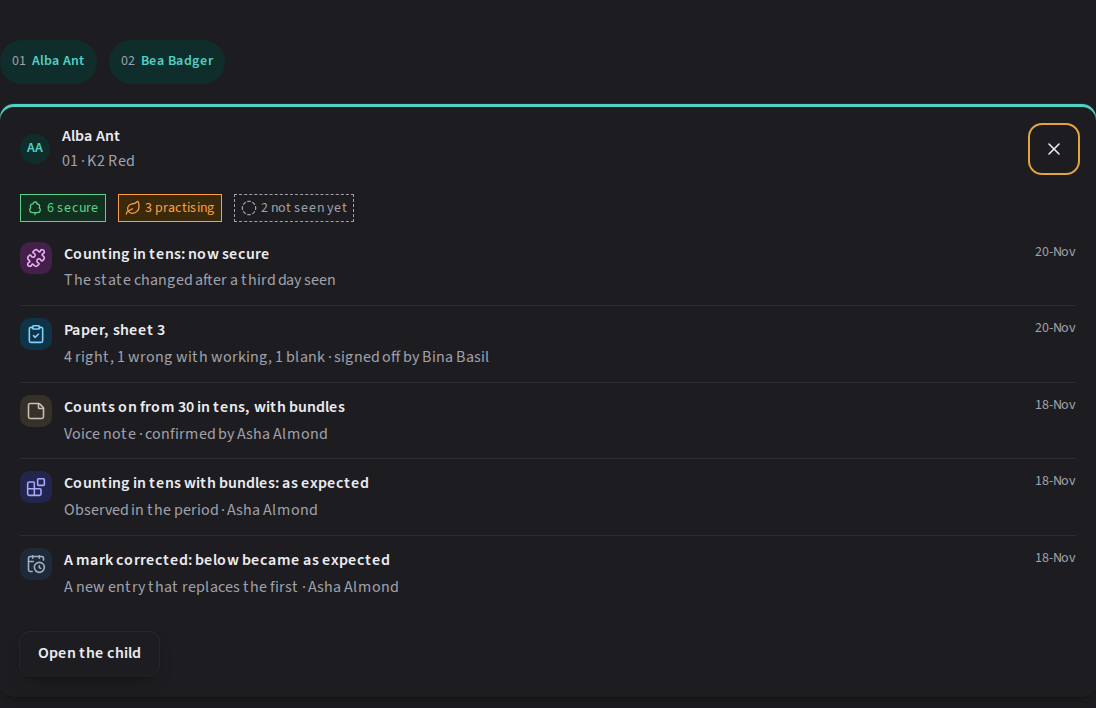 01 Alba Ant
02 Bea Badger
AA
Alba Ant
01 · K2 Red
6 secure
3 practising
2 not seen yet
Counting in tens: now secure
20-Nov
The state changed after a third day seen
Paper, sheet 3
20-Nov
4 right, 1 wrong with working, 1 blank · signed off by Bina Basil
Counts on from 30 in tens, with bundles
18-Nov
Voice note · confirmed by Asha Almond
Counting in tens with bundles: as expected
18-Nov
Observed in the period · Asha Almond
A mark corrected: below became as expected
18-Nov
A new entry that replaces the first · Asha Almond
Open the child